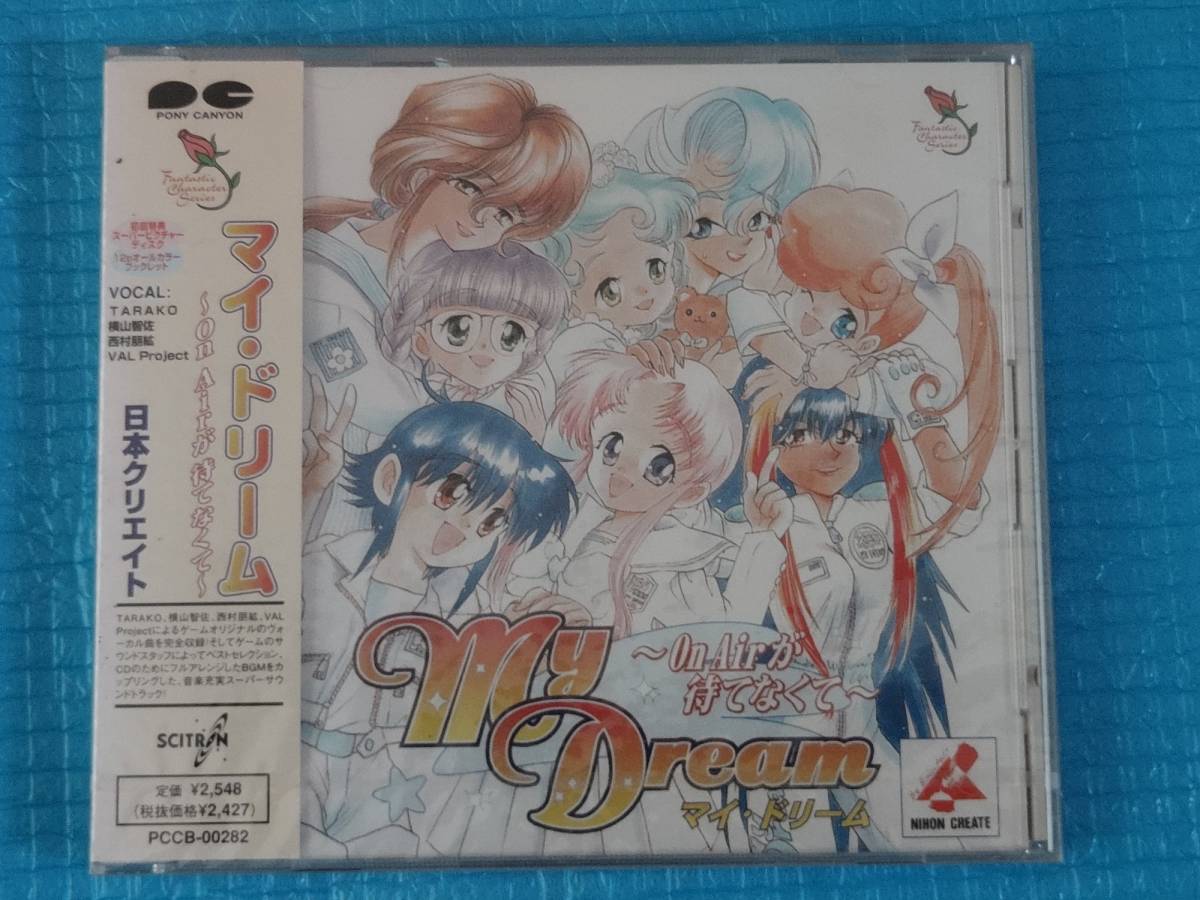 PONY CANYON
Fantastic
Character
Series
初回特典
スーパーピクチャー
ディスク
12pオールカラー
ブックレット
VOCAL:
TARAKO
横山智佐
西村朋紘
VAL Project
マイ・ドリーム
～On Airが待てなくて～
日本クリエイト
TARAKO、横山智佐、西村朋紘、VAL
Projectによるゲームオリジナルのヴォ
ーカル曲を完全収録!そしてゲームのサ
ウンドスタッフによってベストセレクション、
CDのためにフルアレンジしたBGMをカ
ップリングした、音楽充実スーパーサウ
ンドトラック!
SCITRON
定価 ¥2,548
(税抜価格¥2,427)
PCCB-00282
Fantastic
Character
Series
My
Dream
～On Airが
待てなくて～
マイ・ドリーム
NIHON CREATE